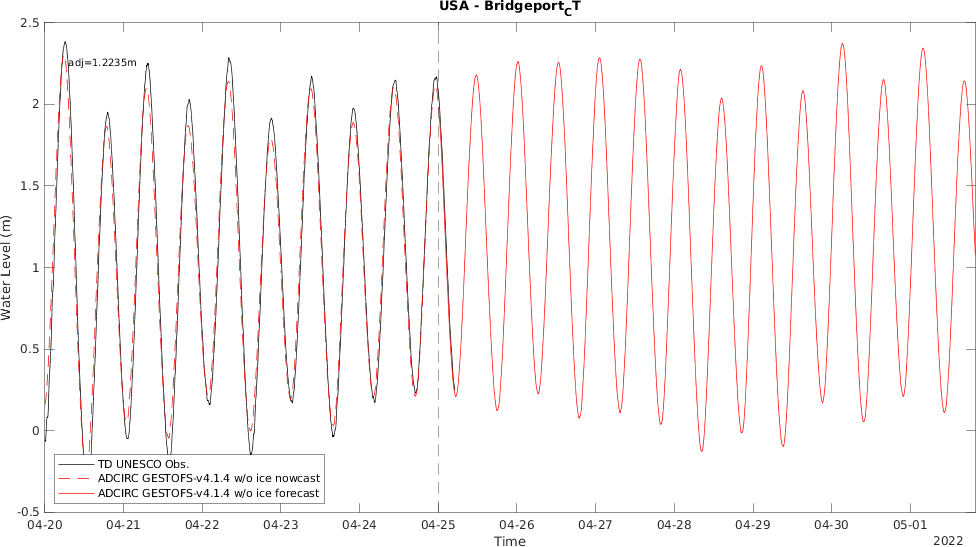 USA - Bridgeport_CT
adj=1.2235m
2.5
2
1.5
1
0.5
0
-0.5
Water Level (m)
TD UNESCO Obs.
ADCIRC GESTOFS-v4.1.4 w/o ice nowcast
ADCIRC GESTOFS-v4.1.4 w/o ice forecast
04-20 04-21 04-22 04-23 04-24 04-25 04-26 04-27 04-28 04-29 04-30 05-01
Time
2022